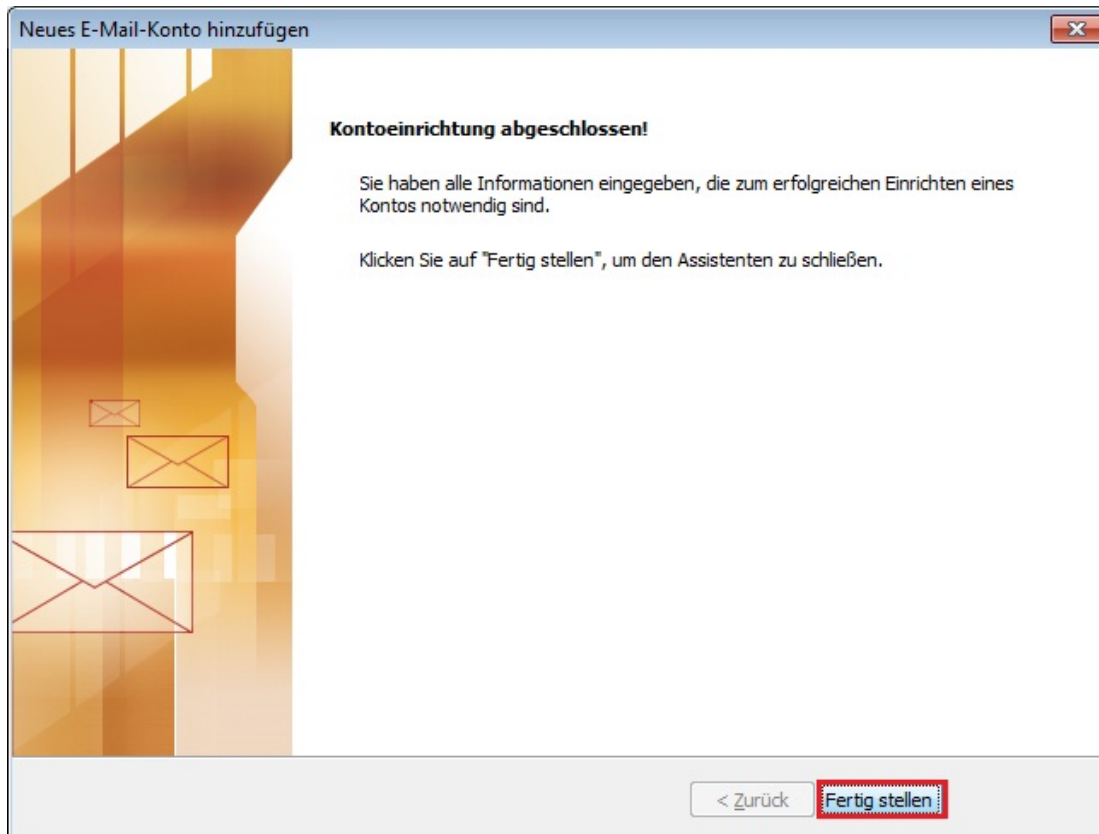 Neues E-Mail-Konto hinzufügen
Kontoeinrichtung abgeschlossen!
Sie haben alle Informationen eingegeben, die zum erfolgreichen Einrichten eines
Kontos notwendig sind.
Klicken Sie auf "Fertig stellen", um den Assistenten zu schließen.
< Zurück
Fertig stellen